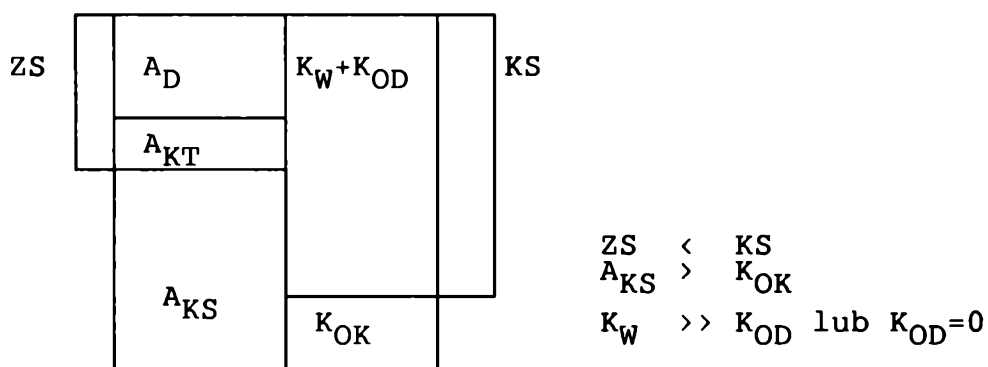 ZS A_D K_W+K_OD KS
A_KT
A_KS
K_OK
ZS < KS
A_KS > K_OK
K_W >> K_OD lub K_OD=0